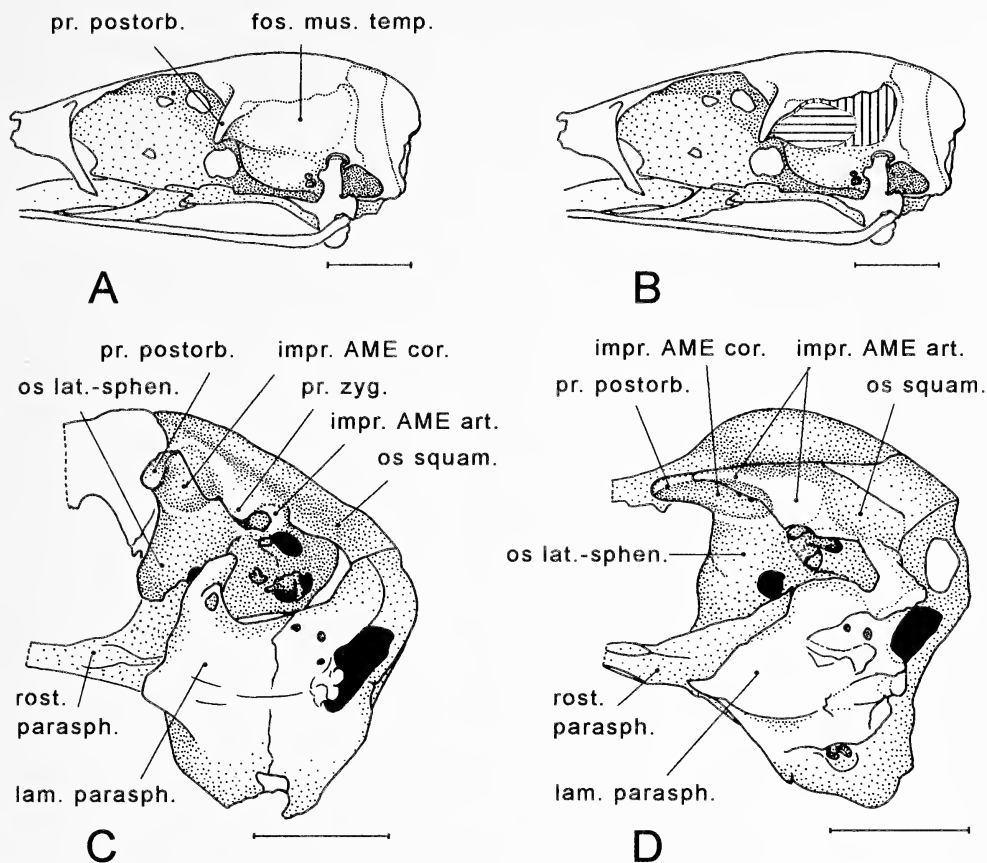 pr. postorb.
fos. mus. temp.
A
B
pr. postorb.
impr. AME cor.
os lat.-sphen.
pr. zyg.
impr. AME art.
os squam.
rost.
parasph.
lam. parasph.
C
impr. AME cor.
impr. AME art.
pr. postorb.
os squam.
os lat.-sphen.
rost.
parasph.
lam. parasph.
D